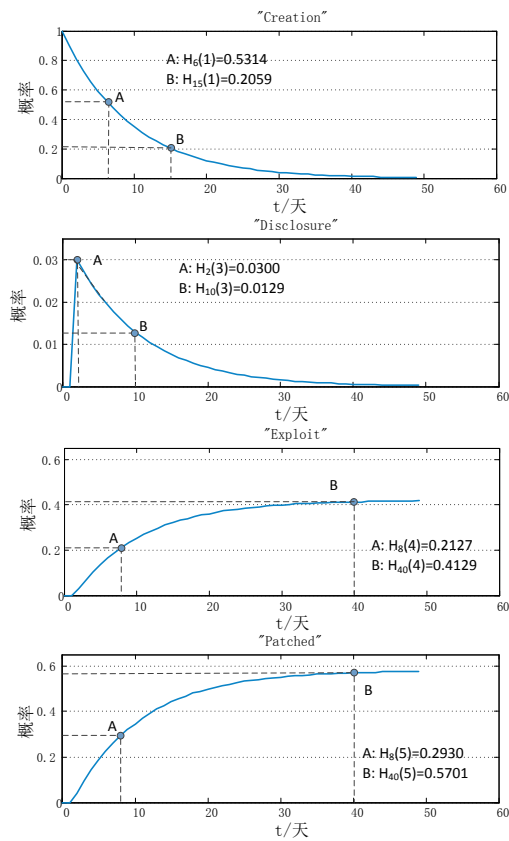 "Creation"
1
0.8
0.6
0.4
0.2
0
概率
A: H6(1)=0.5314
B: H15(1)=0.2059
A
B
0 10 20 30 40 50 60
t/天
"Disclosure"
0.03
0.02
0.01
0
概率
A
A: H2(3)=0.0300
B: H10(3)=0.0129
B
0 10 20 30 40 50 60
t/天
"Exploit"
0.6
0.4
0.2
0
概率
B
A
A: H8(4)=0.2127
B: H40(4)=0.4129
0 10 20 30 40 50 60
t/天
"Patched"
0.6
0.4
0.2
0
概率
B
A
A: H8(5)=0.2930
B: H40(5)=0.5701
0 10 20 30 40 50 60
t/天